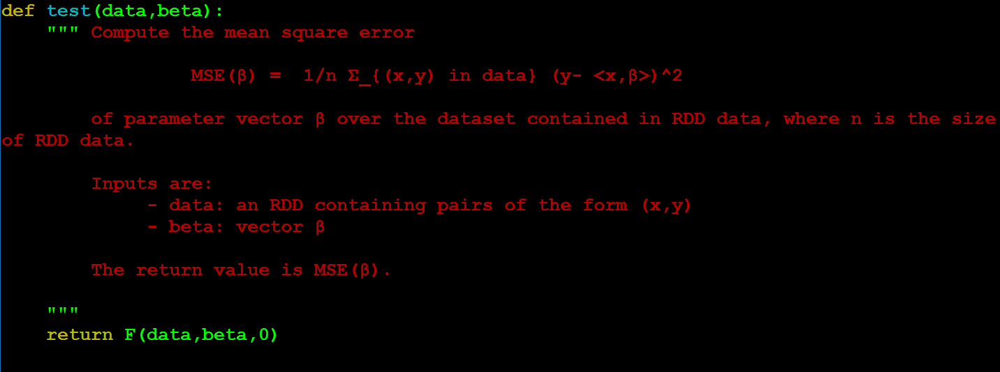 def test(data,beta):
    """ Compute the mean square error
                 MSE(β) =  1/n Σ_{(x,y) in data} (y- <x,β>)^2
        of parameter vector β over the dataset contained in RDD data, where n is the size
of RDD data.
        Inputs are:
             - data: an RDD containing pairs of the form (x,y)
             - beta: vector β
        The return value is MSE(β).
    """
    return F(data,beta,0)